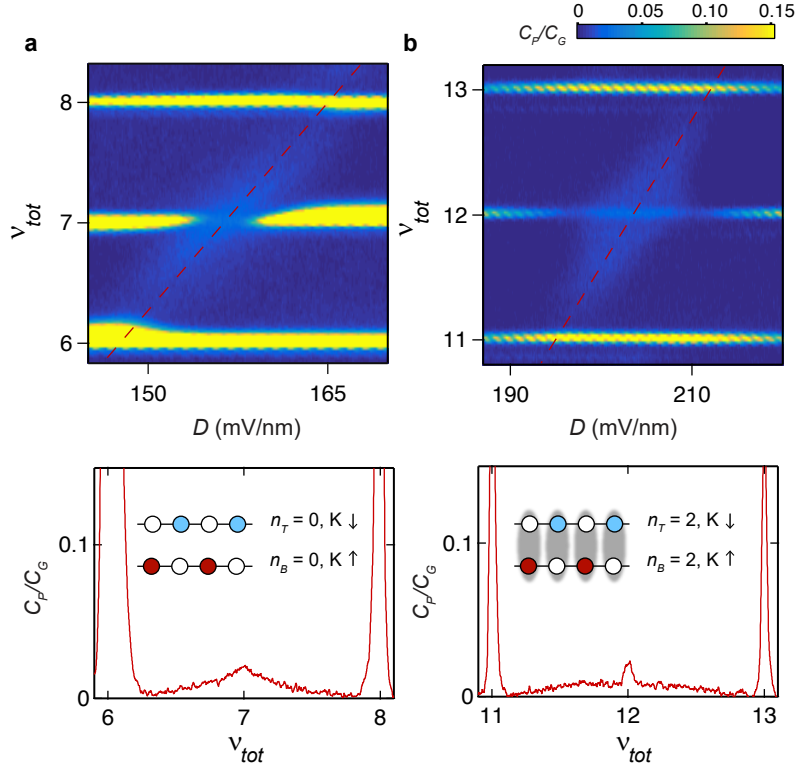 0 0.05 0.10 0.15
C_P/C_G
a
b
8
7
6
ν_tot
150 165
D (mV/nm)
13
12
11
ν_tot
190 210
D (mV/nm)
0.1
0
C_P/C_G
n_T = 0, K ↓
n_B = 0, K ↑
6 7 8
ν_tot
0.1
0
C_P/C_G
n_T = 2, K ↓
n_B = 2, K ↑
11 12 13
ν_tot